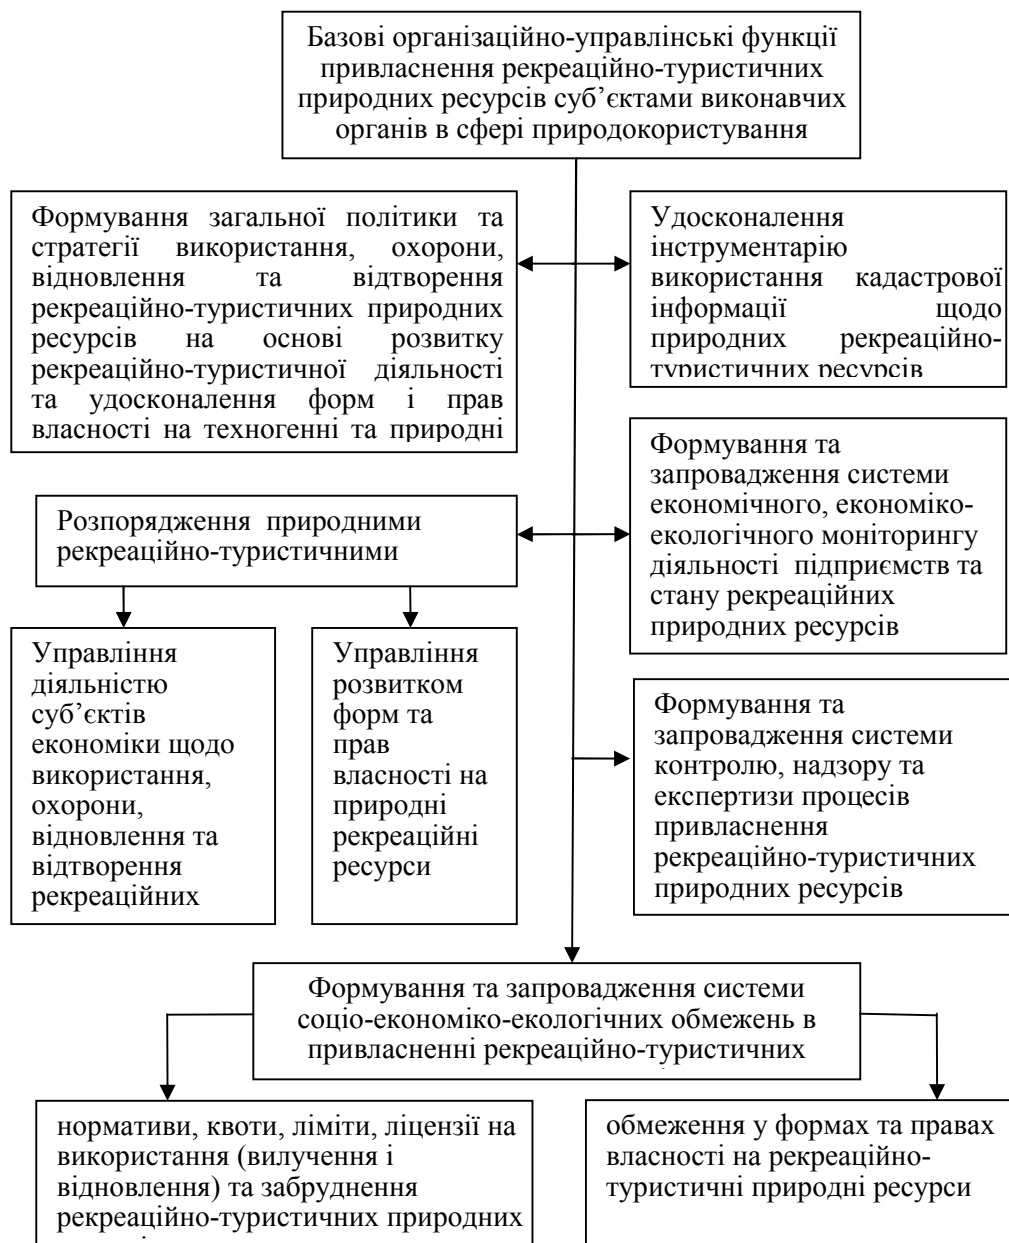 Базові організаційно-управлінські функції
привласнення рекреаційно-туристичних
природних ресурсів суб’єктами виконавчих
органів в сфері природокористування
Формування загальної політики та
стратегії використання, охорони,
відновлення та відтворення
рекреаційно-туристичних природних
ресурсів на основі розвитку
рекреаційно-туристичної діяльності
та удосконалення форм і прав
власності на техногенні та природні
Удосконалення
інструментарію
використання кадастрової
інформації щодо
природних рекреаційно-
туристичних ресурсів
Формування та
запровадження системи
економічного, економіко-
екологічного моніторингу
діяльності підприємств та
стану рекреаційних
природних ресурсів
Розпорядження природними
рекреаційно-туристичними
Управління
діяльністю
суб’єктів
економіки щодо
використання,
охорони,
відновлення та
відтворення
рекреаційних
Управління
розвитком
форм та
прав
власності на
природні
рекреаційні
ресурси
Формування та
запровадження системи
контролю, надзору та
експертизи процесів
привласнення
рекреаційно-туристичних
природних ресурсів
Формування та запровадження системи
соціо-економіко-екологічних обмежень в
привласненні рекреаційно-туристичних
нормативи, квоти, ліміти, ліцензії на
використання (вилучення і
відновлення) та забруднення
рекреаційно-туристичних природних
обмеження у формах та правах
власності на рекреаційно-
туристичні природні ресурси